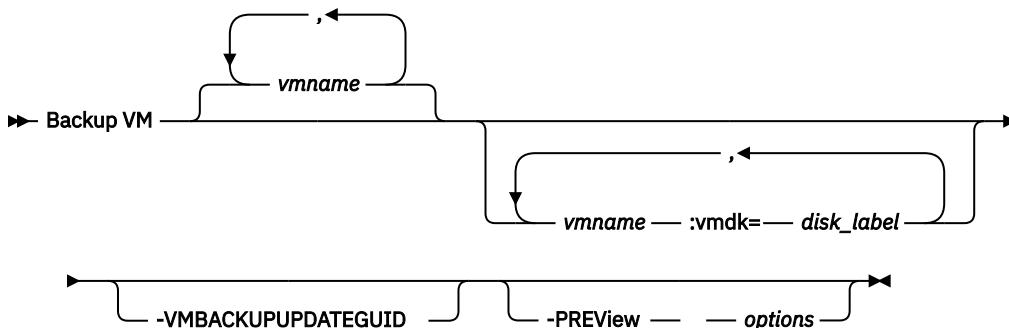 ,
vmname
Backup VM
,
vmname :vmdk= disk_label
-VMBACKUPUPDATEGUID -PREView options